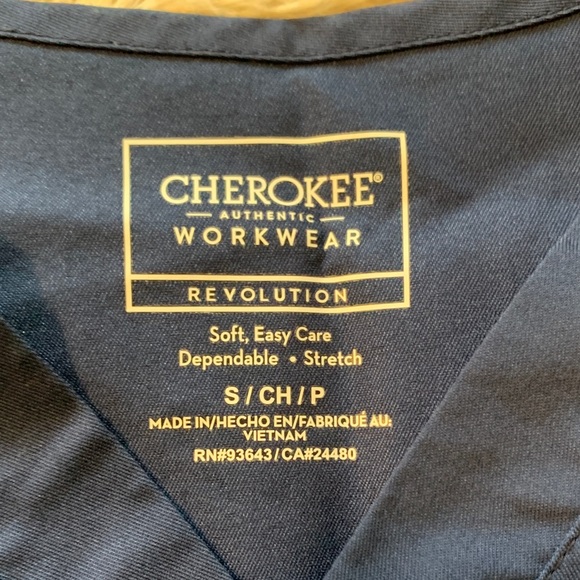 CHEROKEE®
AUTHENTIC
WORKWEAR
REVOLUTION
Soft, Easy Care
Dependable • Stretch
S / CH / P
MADE IN/HECHO EN/FABRIQUÉ AU:
VIETNAM
RN#93643 / CA#24480